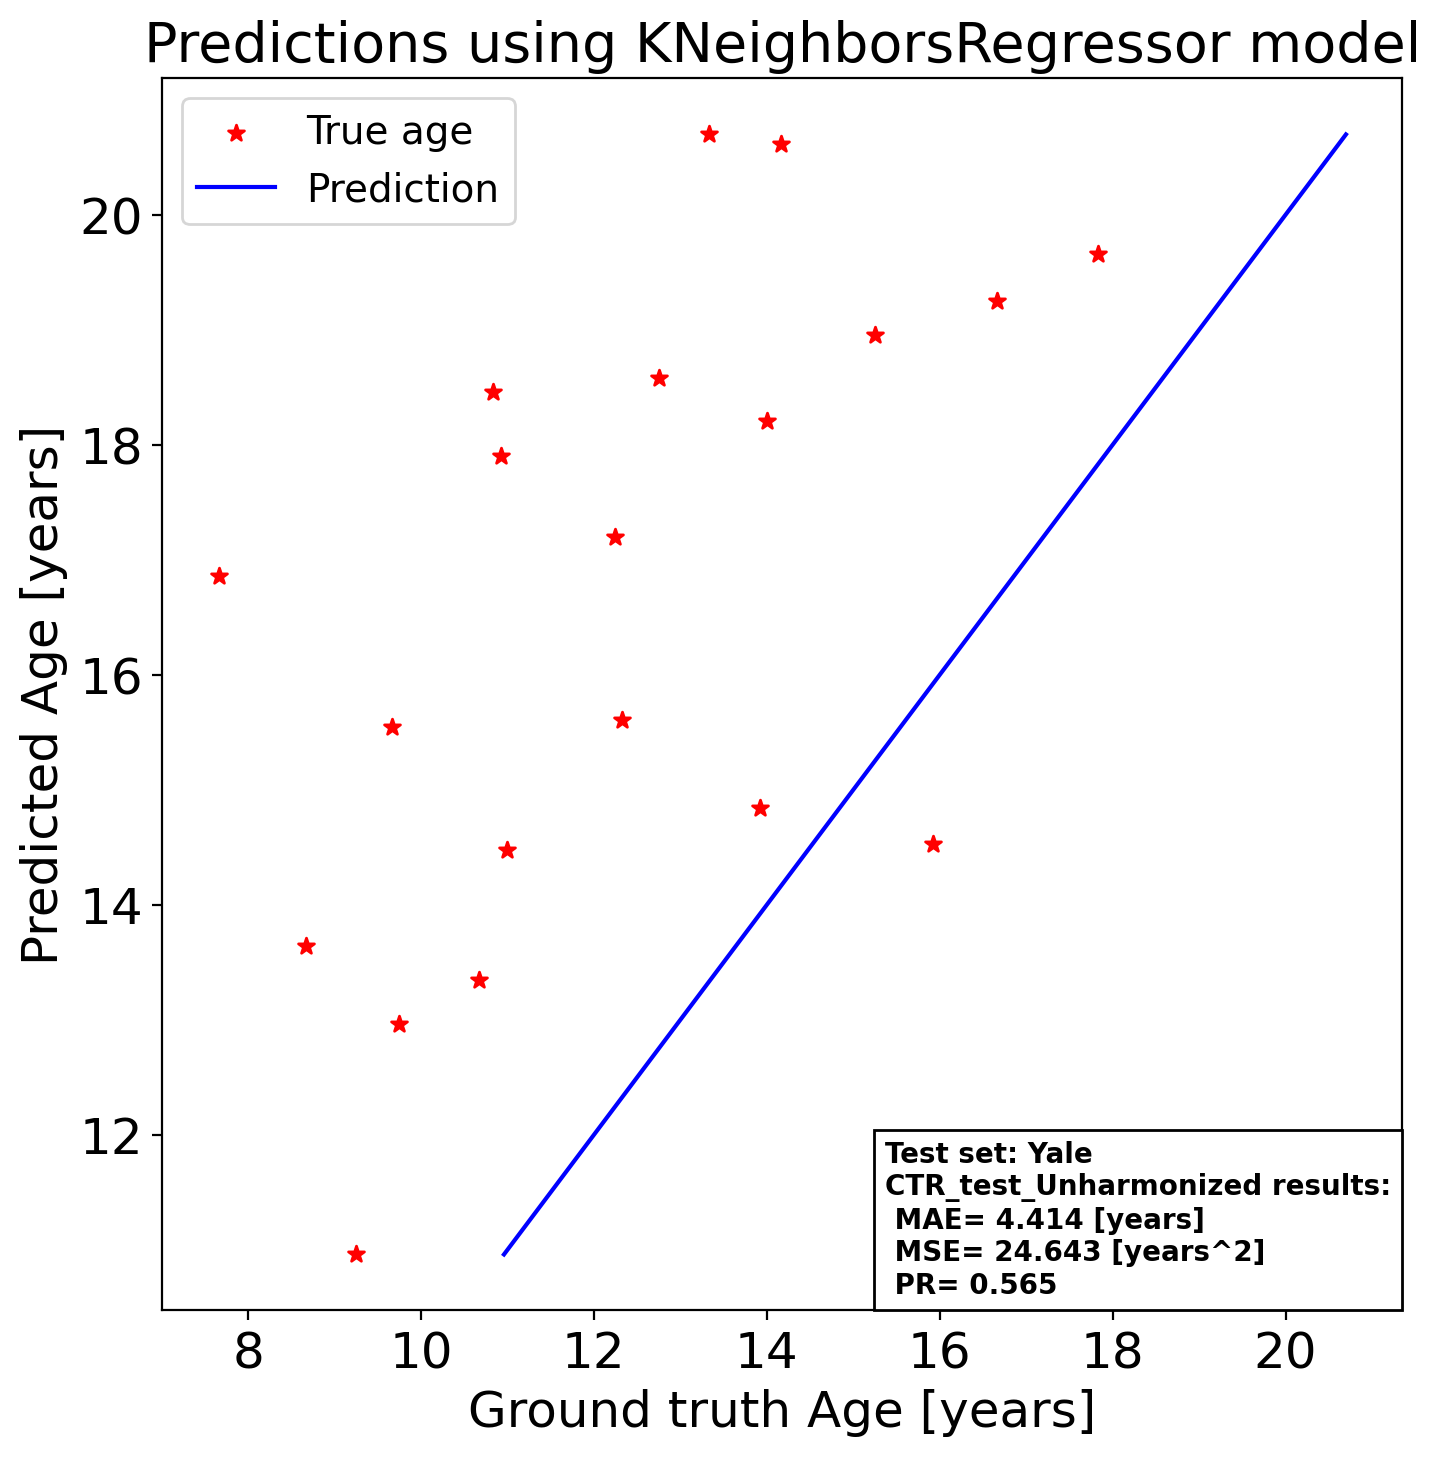 Predictions using KNeighborsRegressor model
True age
Prediction
20
18
16
14
12
Predicted Age [years]
Test set: Yale
CTR_test_Unharmonized results:
MAE= 4.414 [years]
MSE= 24.643 [years^2]
PR= 0.565
8 10 12 14 16 18 20
Ground truth Age [years]